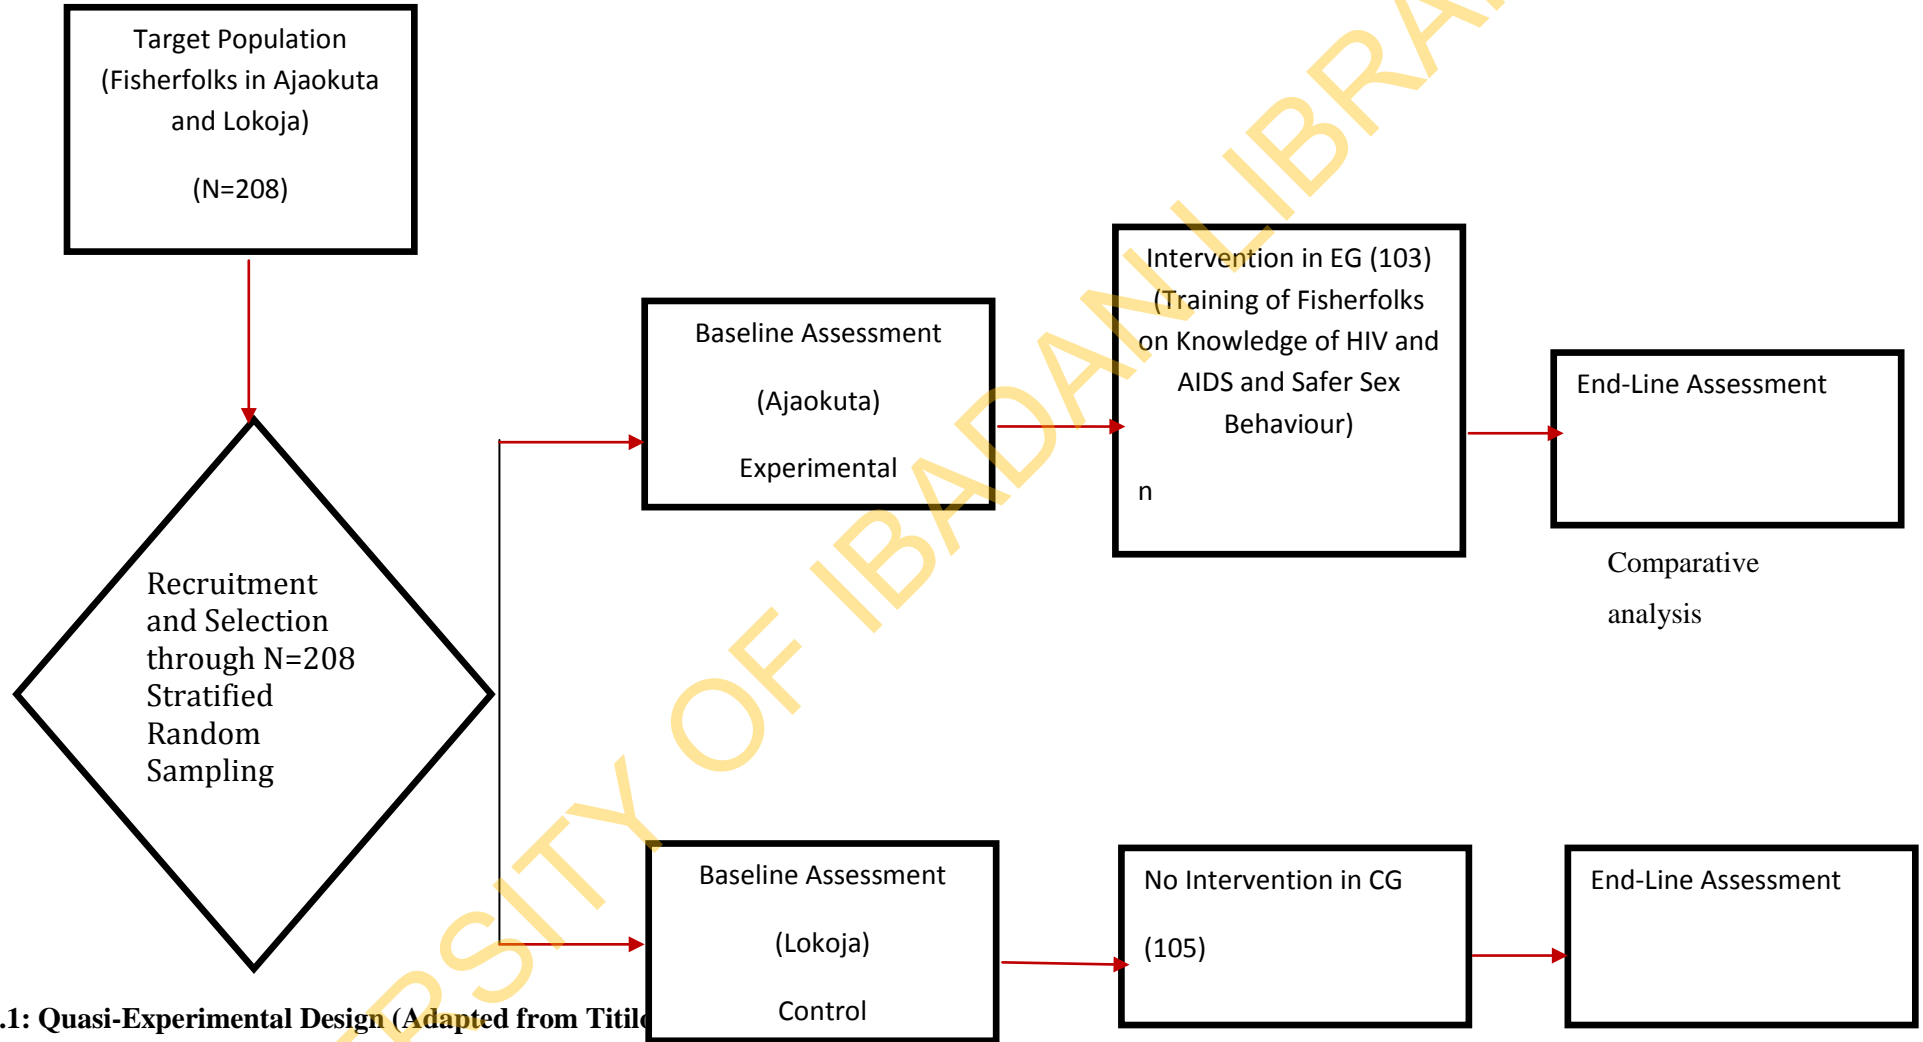 Target Population
(Fisherfolks in Ajaokuta
and Lokoja)
(N=208)
Recruitment
and Selection
through N=208
Stratified
Random
Sampling
Baseline Assessment
(Ajaokuta)
Experimental
Intervention in EG (103)
(Training of Fisherfolks
on Knowledge of HIV and
AIDS and Safer Sex
Behaviour)
n
End-Line Assessment
Comparative
analysis
Baseline Assessment
(Lokoja)
Control
No Intervention in CG
(105)
End-Line Assessment
.1: Quasi-Experimental Design (Adapted from
OF IBADAN